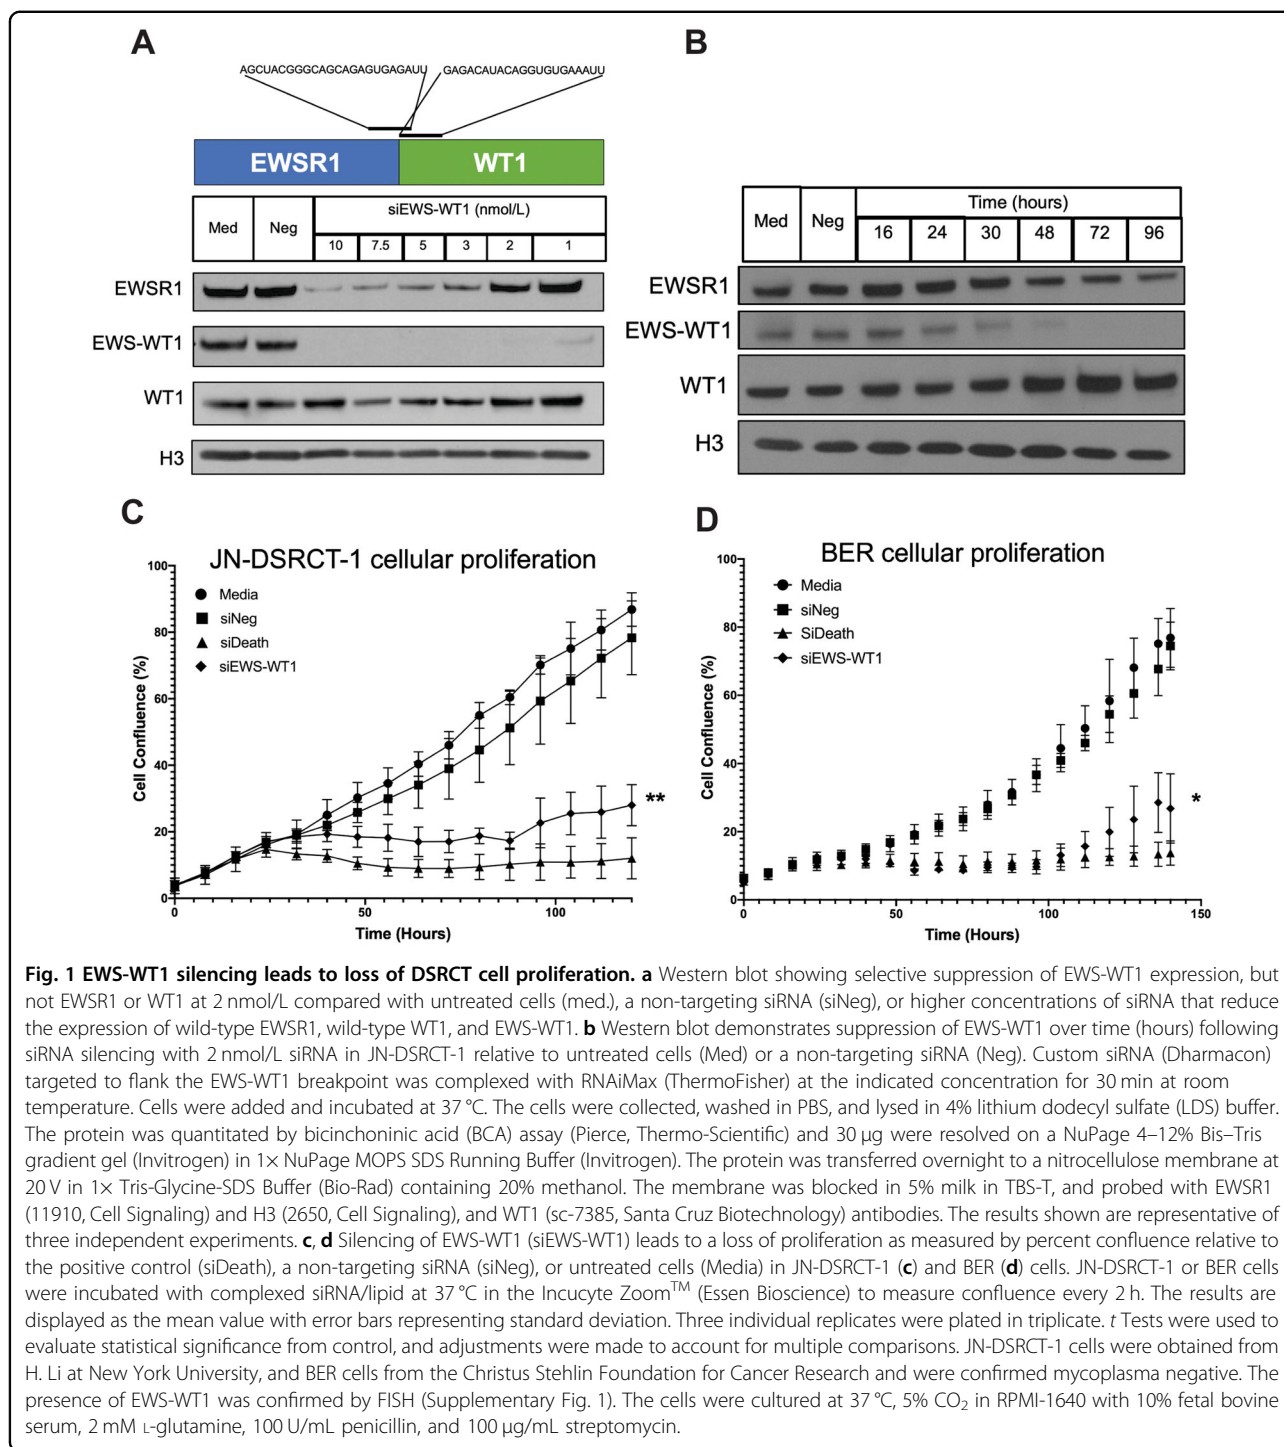 A
AGCUACGGGCAGCAGAGUGAGAUU GAGACAUACAGGUGUGAAAUU
EWSR1 WT1
Med Neg siEWS-WT1 (nmol/L)
10 7.5 5 3 2 1
EWSR1
EWS-WT1
WT1
H3
B
Med Neg Time (hours)
16 24 30 48 72 96
EWSR1
EWS-WT1
WT1
H3
C
JN-DSRCT-1 cellular proliferation
Media
siNeg
siDeath
siEWS-WT1
Cell Confluence (%)
100
80
60
40
20
0
**
0 50 100
Time (Hours)
D
BER cellular proliferation
Media
siNeg
SiDeath
siEWS-WT1
Cell Confluence (%)
100
80
60
40
20
0
*
0 50 100 150
Time (Hours)
Fig. 1 EWS-WT1 silencing leads to loss of DSRCT cell proliferation. a Western blot showing selective suppression of EWS-WT1 expression, but
not EWSR1 or WT1 at 2 nmol/L compared with untreated cells (med.), a non-targeting siRNA (siNeg), or higher concentrations of siRNA that reduce
the expression of wild-type EWSR1, wild-type WT1, and EWS-WT1. b Western blot demonstrates suppression of EWS-WT1 over time (hours) following
siRNA silencing with 2 nmol/L siRNA in JN-DSRCT-1 relative to untreated cells (Med) or a non-targeting siRNA (Neg). Custom siRNA (Dharmacon)
targeted to flank the EWS-WT1 breakpoint was complexed with RNAiMax (ThermoFisher) at the indicated concentration for 30 min at room
temperature. Cells were added and incubated at 37 °C. The cells were collected, washed in PBS, and lysed in 4% lithium dodecyl sulfate (LDS) buffer.
The protein was quantitated by bicinchoninic acid (BCA) assay (Pierce, Thermo-Scientific) and 30 µg were resolved on a NuPage 4–12% Bis–Tris
gradient gel (Invitrogen) in 1× NuPage MOPS SDS Running Buffer (Invitrogen). The protein was transferred overnight to a nitrocellulose membrane at
20 V in 1× Tris-Glycine-SDS Buffer (Bio-Rad) containing 20% methanol. The membrane was blocked in 5% milk in TBS-T, and probed with EWSR1
(11910, Cell Signaling) and H3 (2650, Cell Signaling), and WT1 (sc-7385, Santa Cruz Biotechnology) antibodies. The results shown are representative of
three independent experiments. c, d Silencing of EWS-WT1 (siEWS-WT1) leads to a loss of proliferation as measured by percent confluence relative to
the positive control (siDeath), a non-targeting siRNA (siNeg), or untreated cells (Media) in JN-DSRCT-1 (c) and BER (d) cells. JN-DSRCT-1 or BER cells
were incubated with complexed siRNA/lipid at 37 °C in the Incucyte Zoom™ (Essen Bioscience) to measure confluence every 2 h. The results are
displayed as the mean value with error bars representing standard deviation. Three individual replicates were plated in triplicate. t Tests were used to
evaluate statistical significance from control, and adjustments were made to account for multiple comparisons. JN-DSRCT-1 cells were obtained from
H. Li at New York University, and BER cells from the Christus Stehlin Foundation for Cancer Research and were confirmed mycoplasma negative. The
presence of EWS-WT1 was confirmed by FISH (Supplementary Fig. 1). The cells were cultured at 37 °C, 5% CO₂ in RPMI-1640 with 10% fetal bovine
serum, 2 mM L-glutamine, 100 U/mL penicillin, and 100 µg/mL streptomycin.